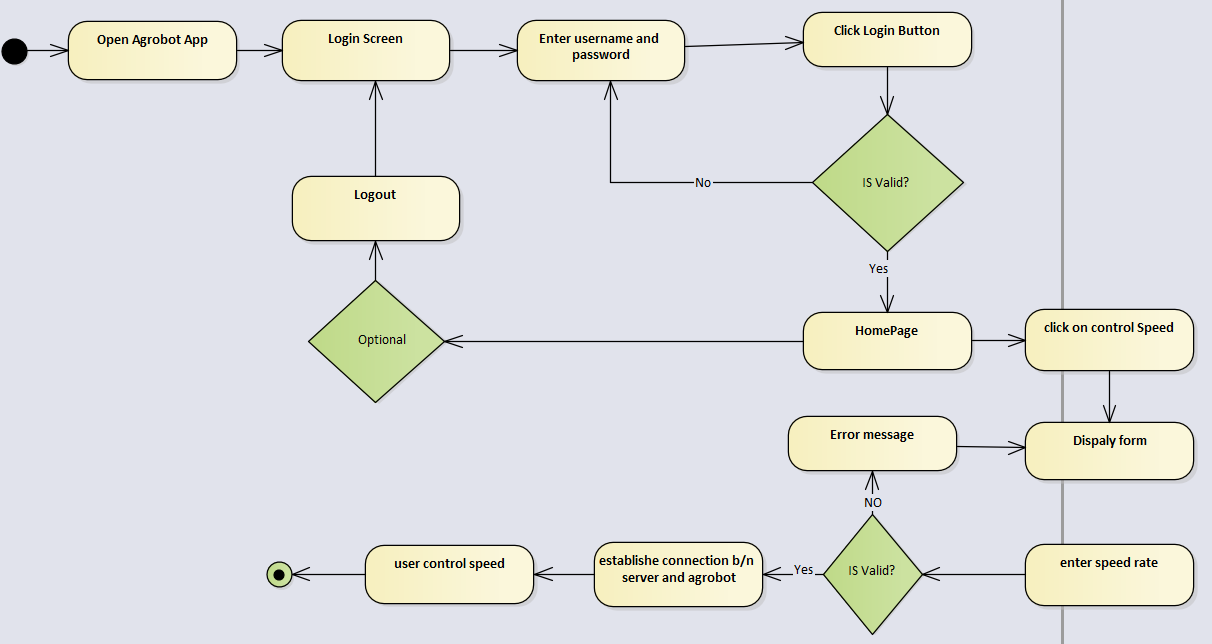 Open Agrobot App
Login Screen
Enter username and
password
Click Login Button
IS Valid?
No
Yes
Logout
Optional
HomePage
click on control Speed
Error message
Dispaly form
NO
IS Valid?
Yes
enter speed rate
establishe connection b/n
server and agrobot
user control speed